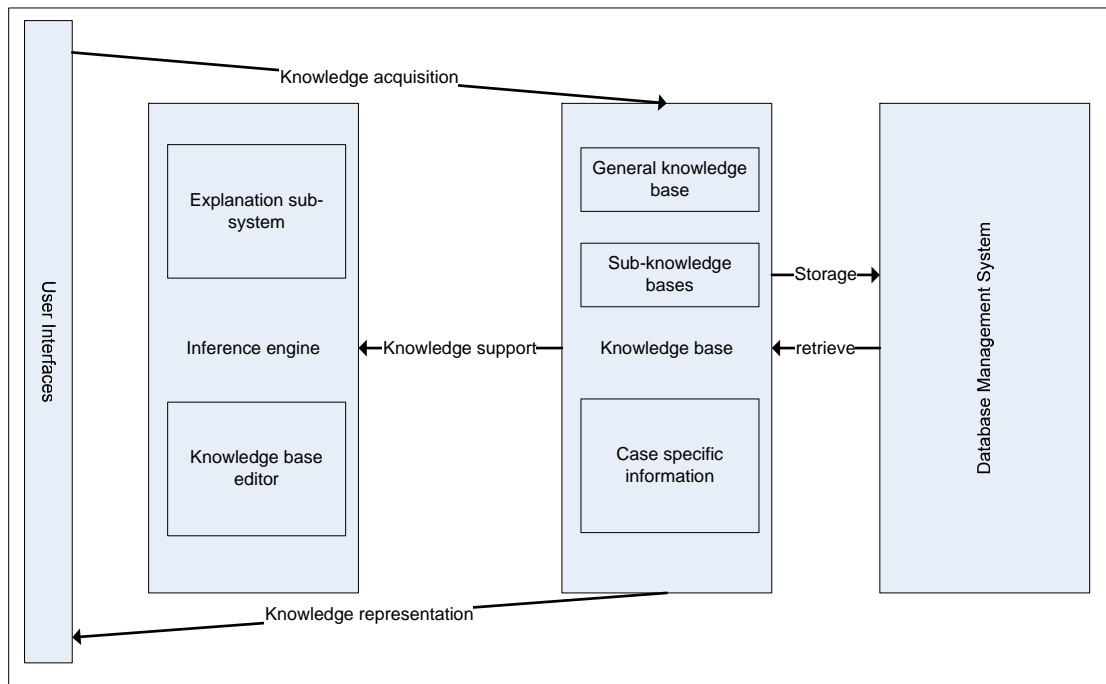 Knowledge acquisition
User Interfaces
Explanation sub-
system
Inference engine
Knowledge base
editor
Knowledge support
General knowledge
base
Sub-knowledge
bases
Knowledge base
Case specific
information
Storage
retrieve
Database Management System
Knowledge representation